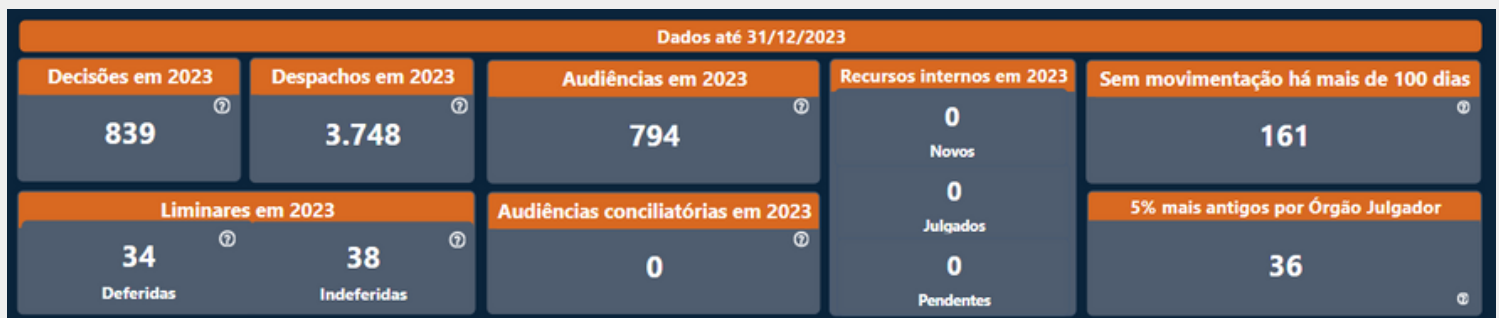 Dados até 31/12/2023
Decisões em 2023
839
Despachos em 2023
3.748
Audiências em 2023
794
Recursos internos em 2023
0
Novos
0
Julgados
0
Pendentes
Sem movimentação há mais de 100 dias
161
Liminares em 2023
34
Deferidas
38
Indeferidas
Audiências conciliatórias em 2023
0
5% mais antigos por Órgão Julgador
36